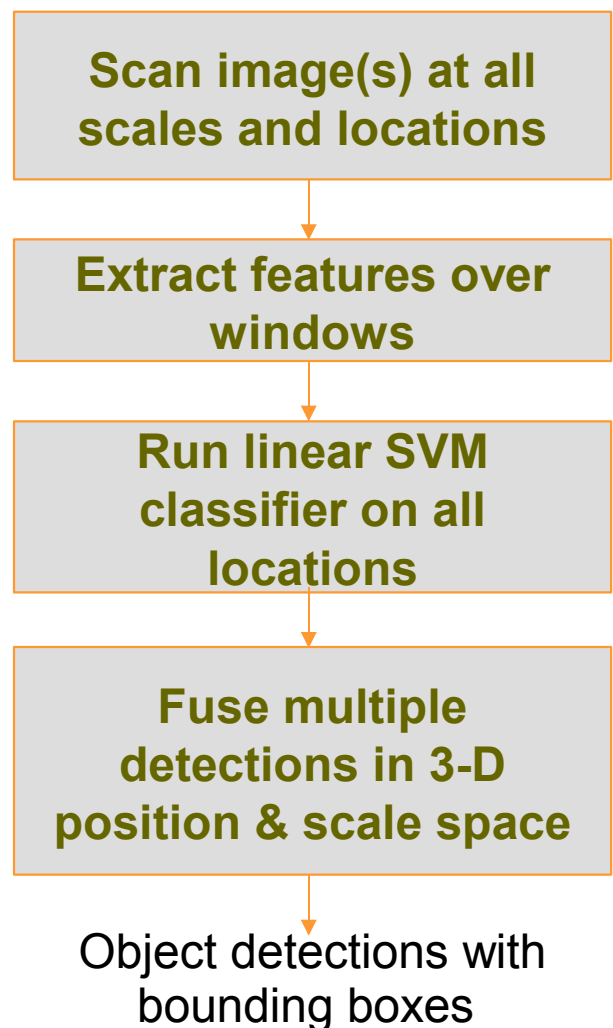 Scan image(s) at all
scales and locations
Extract features over
windows
Run linear SVM
classifier on all
locations
Fuse multiple
detections in 3-D
position & scale space
Object detections with
bounding boxes